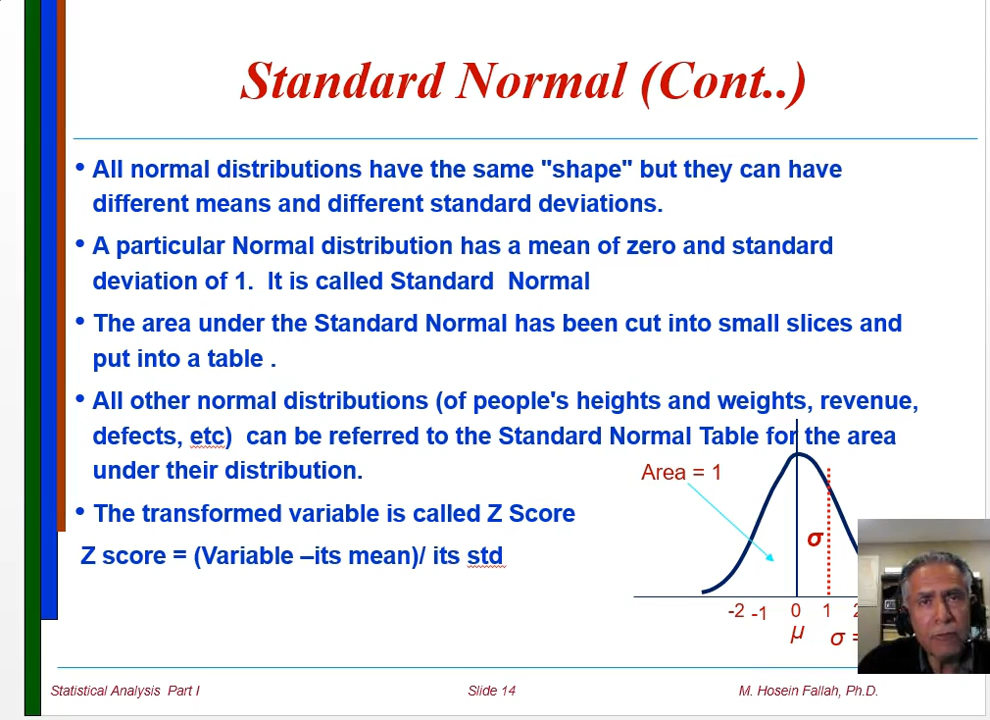 Standard Normal (Cont..)
• All normal distributions have the same "shape" but they can have
different means and different standard deviations.
• A particular Normal distribution has a mean of zero and standard
deviation of 1. It is called Standard Normal
• The area under the Standard Normal has been cut into small slices and
put into a table .
• All other normal distributions (of people's heights and weights, revenue,
defects, etc) can be referred to the Standard Normal Table for the area
under their distribution.
• The transformed variable is called Z Score
Z score = (Variable –its mean)/ its std
Area = 1
σ
-2 -1 0 1 2
μ σ =
Statistical Analysis Part I
Slide 14
M. Hosein Fallah, Ph.D.